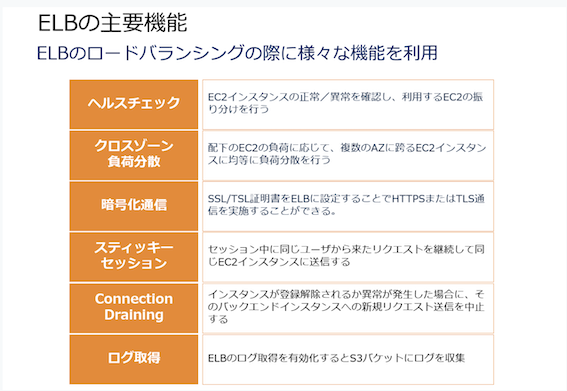 ELBの主要機能
ELBのロードバランシングの際に様々な機能を利用
ヘルスチェック
EC2インスタンスの正常／異常を確認し、利用するEC2の振
り分けを行う
クロスゾーン
負荷分散
配下のEC2の負荷に応じて、複数のAZに跨るEC2インスタン
スに均等に負荷分散を行う
暗号化通信
SSL/TSL証明書をELBに設定することでHTTPSまたはTLS通
信を実施することができる。
スティッキー
セッション
セッション中に同じユーザから来たリクエストを継続して同
じEC2インスタンスに送信する
Connection
Draining
インスタンスが登録解除されるか異常が発生した場合に、そ
のバックエンドインスタンスへの新規リクエスト送信を中止
する
ログ取得
ELBのログ取得を有効化するとS3バケットにログを収集